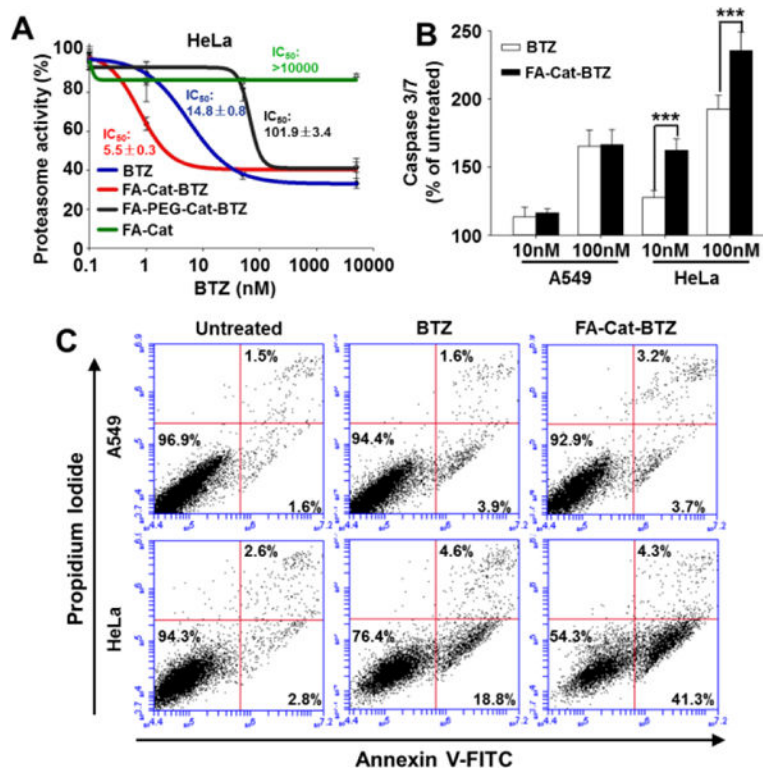 A
HeLa
Proteasome activity (%)
100
80
60
40
20
0
IC50:
>10000
IC50:
14.8±0.8
IC50:
101.9±3.4
IC50:
5.5±0.3
BTZ
FA-Cat-BTZ
FA-PEG-Cat-BTZ
FA-Cat
0.1 1 10 100 1000 10000
BTZ (nM)
B
Caspase 3/7
(% of untreated)
250
200
150
100
BTZ
FA-Cat-BTZ
***
***
10nM 100nM 10nM 100nM
A549 HeLa
C
Untreated BTZ FA-Cat-BTZ
Propidium Iodide
A549
1.5%
96.9%
1.6%
1.6%
94.4%
3.9%
3.2%
92.9%
3.7%
HeLa
2.6%
94.3%
2.8%
4.6%
76.4%
18.8%
4.3%
54.3%
41.3%
Annexin V-FITC